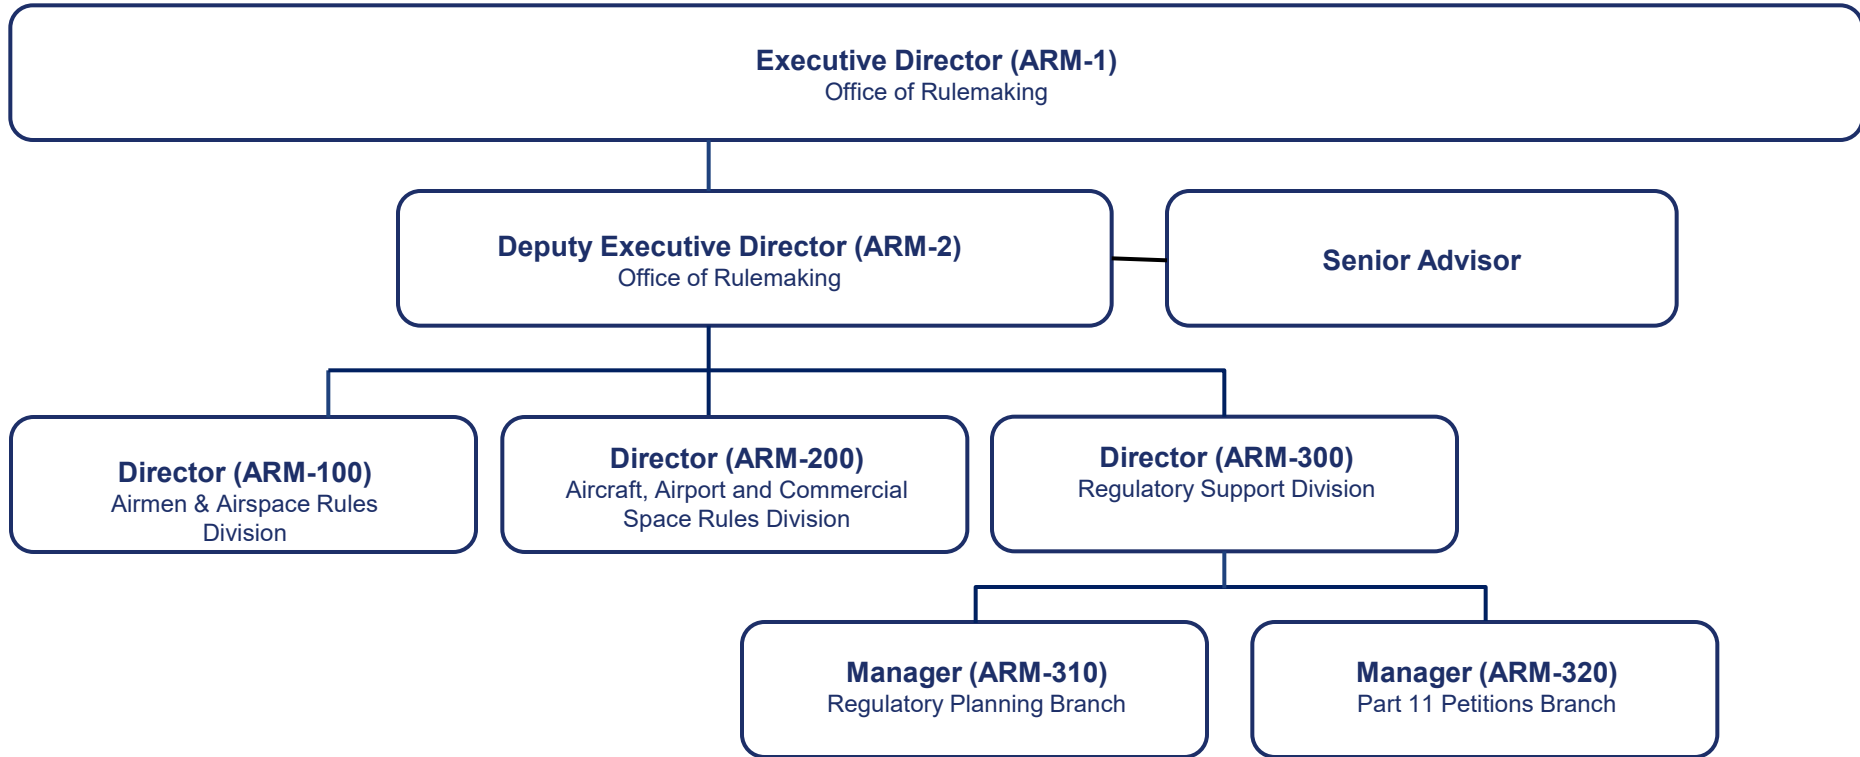 Executive Director (ARM-1)
Office of Rulemaking
Deputy Executive Director (ARM-2)
Office of Rulemaking
Senior Advisor
Director (ARM-100)
Airmen & Airspace Rules
Division
Director (ARM-200)
Aircraft, Airport and Commercial
Space Rules Division
Director (ARM-300)
Regulatory Support Division
Manager (ARM-310)
Regulatory Planning Branch
Manager (ARM-320)
Part 11 Petitions Branch